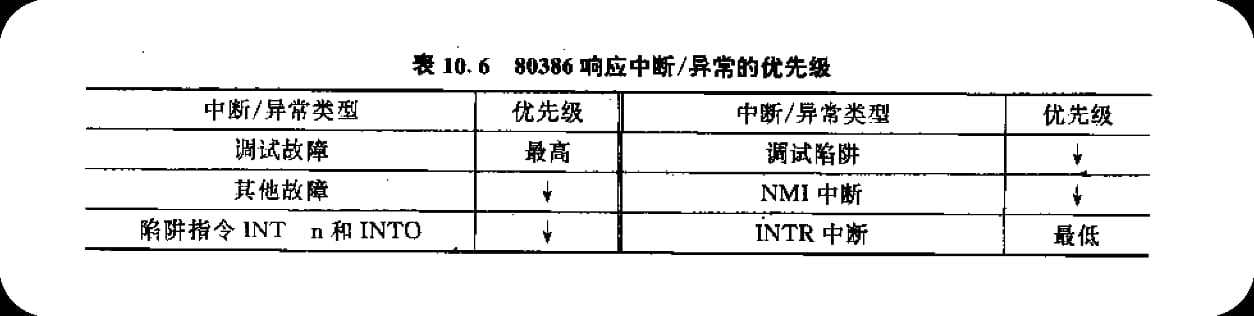 表 10.6 80386 响应中断/异常的优先级
中断/异常类型 优先级 中断/异常类型 优先级
调试故障 最高 调试陷阱 ↓
其他故障 ↓ NMI 中断 ↓
陷阱指令 INT n 和 INTO ↓ INTR 中断 最低